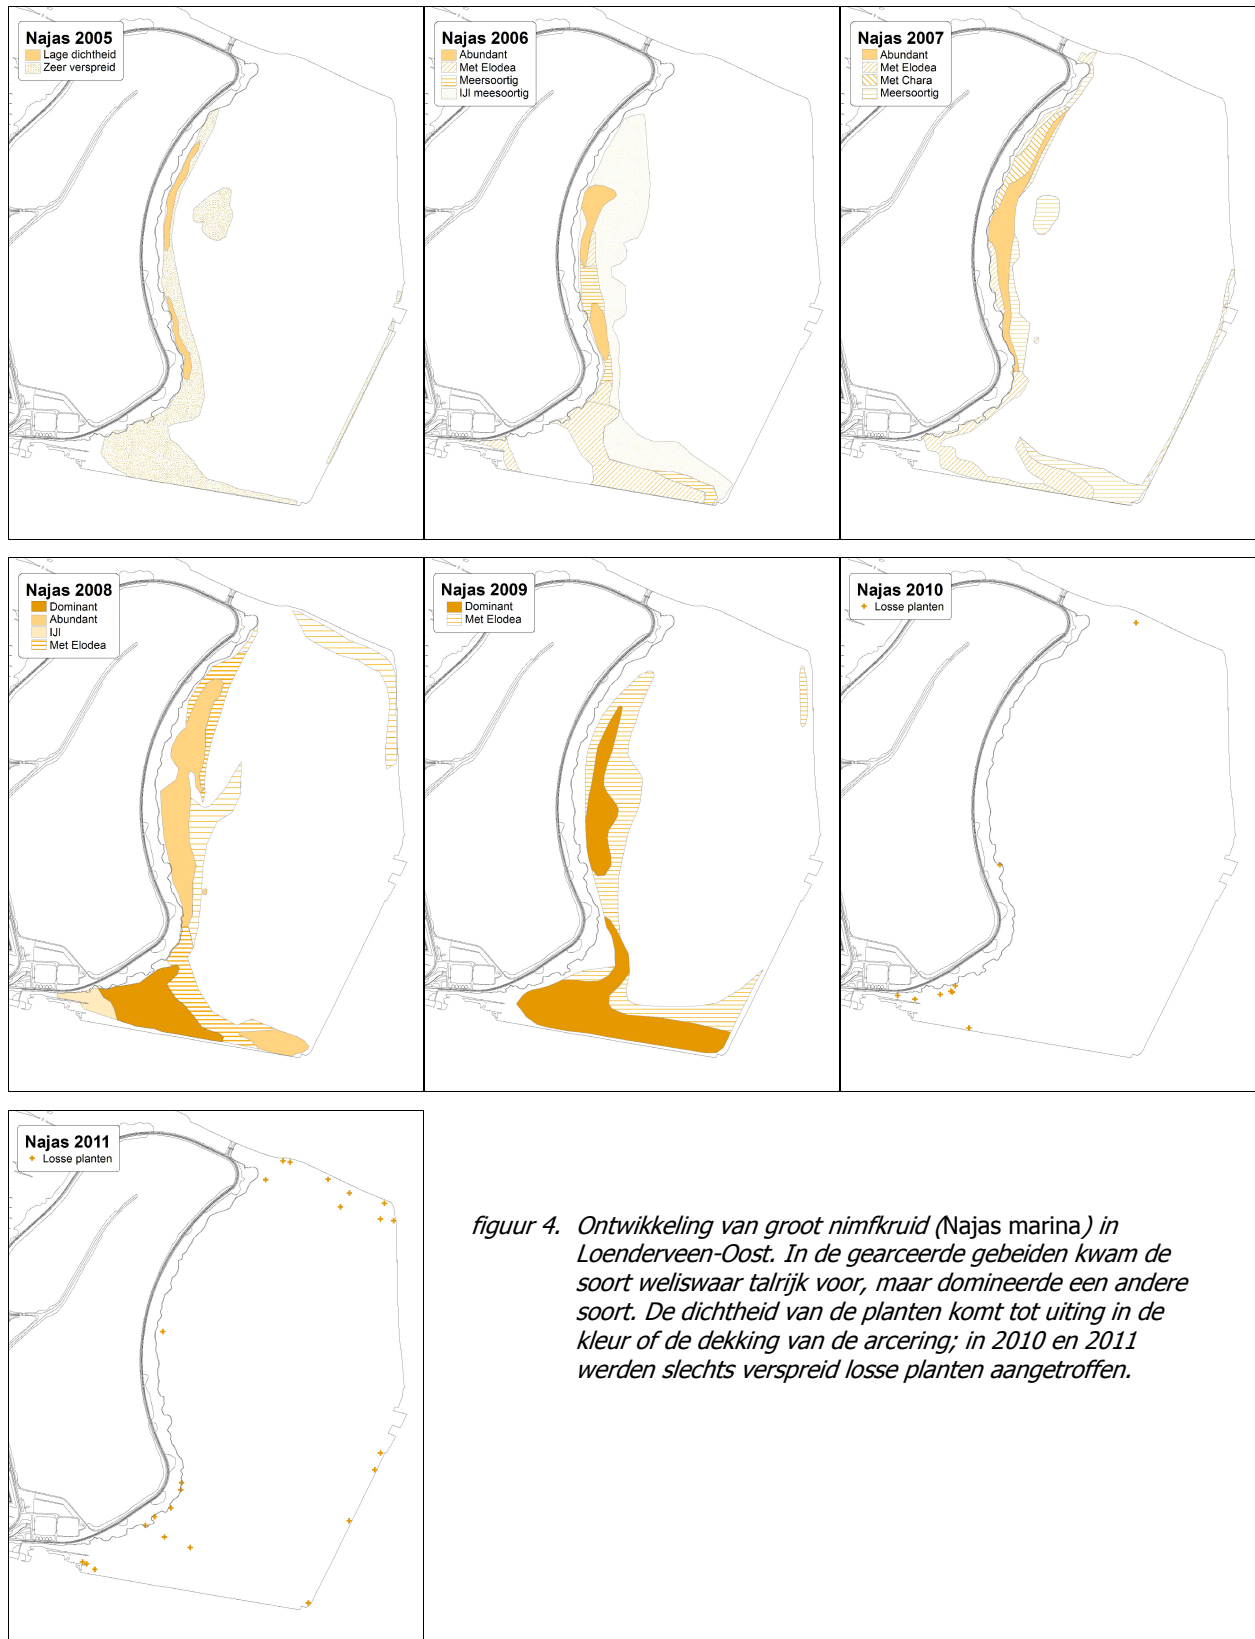 Najas 2005
Lage dichtheid
Zeer verspreid
Najas 2006
Abundant
Met Elodea
Meersoortig
IJl meesoortig
Najas 2007
Abundant
Met Elodea
Met Chara
Meersoortig
Najas 2008
Dominant
Abundant
IJl
Met Elodea
Najas 2009
Dominant
Met Elodea
Najas 2010
Losse planten
Najas 2011
Losse planten
figuur 4. Ontwikkeling van groot nimfkruid (Najas marina) in
Loenderveen-Oost. In de gearceerde gebeiden kwam de
soort weliswaar talrijk voor, maar domineerde een andere
soort. De dichtheid van de planten komt tot uiting in de
kleur of de dekking van de arcering; in 2010 en 2011
werden slechts verspreid losse planten aangetroffen.